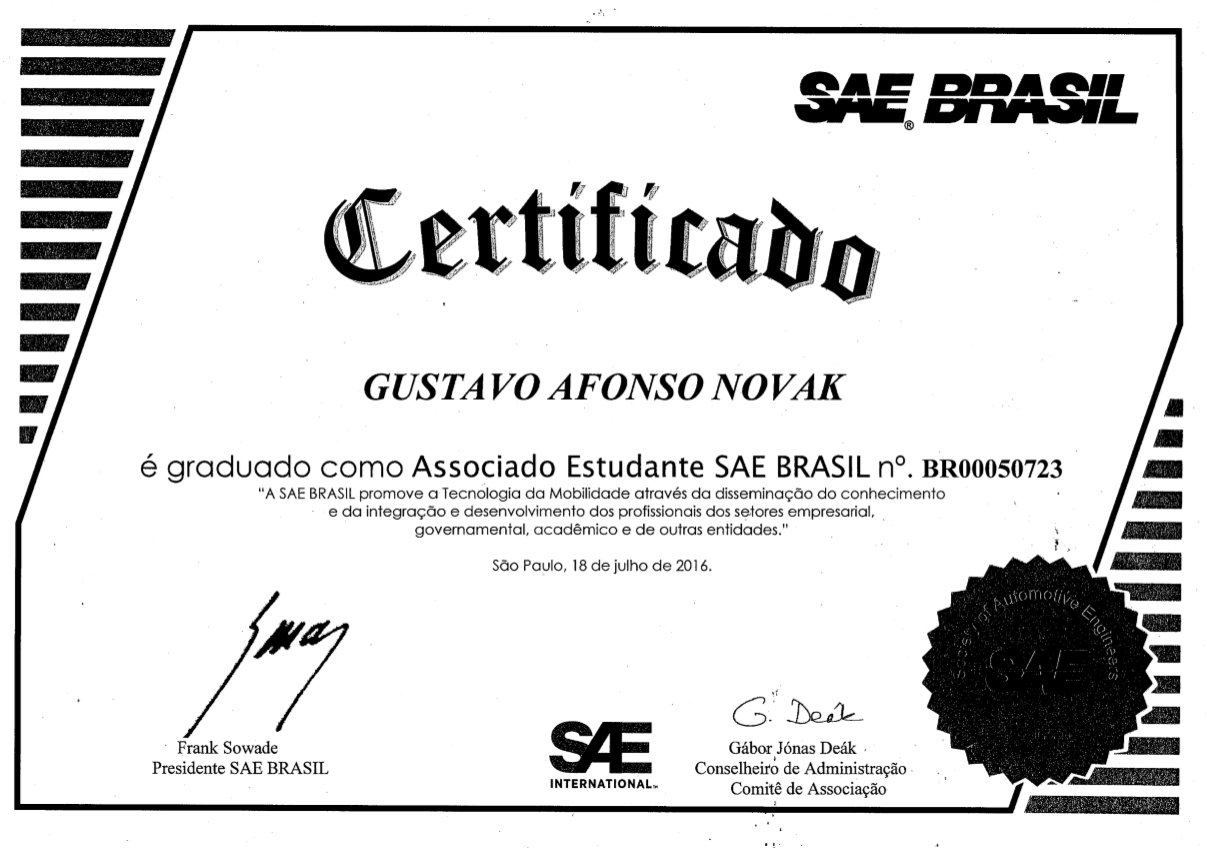 SAE BRASIL
®
Certificado
GUSTAVO AFONSO NOVAK
é graduado como Associado Estudante SAE BRASIL nº. BR00050723
"A SAE BRASIL promove a Tecnologia da Mobilidade através da disseminação do conhecimento
e da integração e desenvolvimento dos profissionais dos setores empresarial,
governamental, acadêmico e de outras entidades."
São Paulo, 18 de julho de 2016.
Society of Automotive Engineers
SAE
G. Deák
Frank Sowade
Presidente SAE BRASIL
SAE
INTERNATIONAL™
Gábor Jónas Deák
Conselheiro de Administração
Comitê de Associação